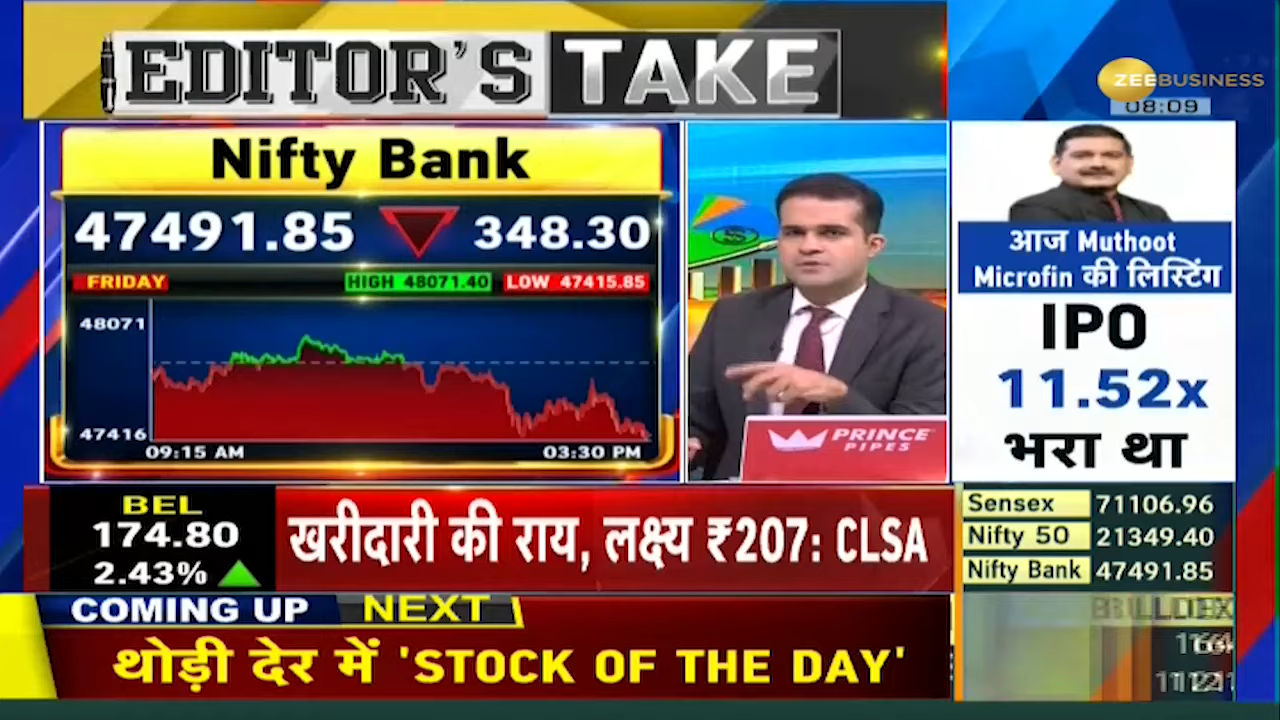 EDITOR'S TAKE
ZEEBUSINESS
08:09
Nifty Bank
47491.85 348.30
FRIDAY HIGH 48071.40 LOW 47415.85
48071
47416
09:15 AM 03:30 PM
PRINCE
PIPES
आज Muthoot
Microfin की लिस्टिंग
IPO
11.52x
भरा था
BEL
174.80
2.43%
खरीदारी की राय, लक्ष्य ₹207: CLSA
Sensex 71106.96
Nifty 50 21349.40
Nifty Bank 47491.85
COMING UP NEXT
थोड़ी देर में 'STOCK OF THE DAY'